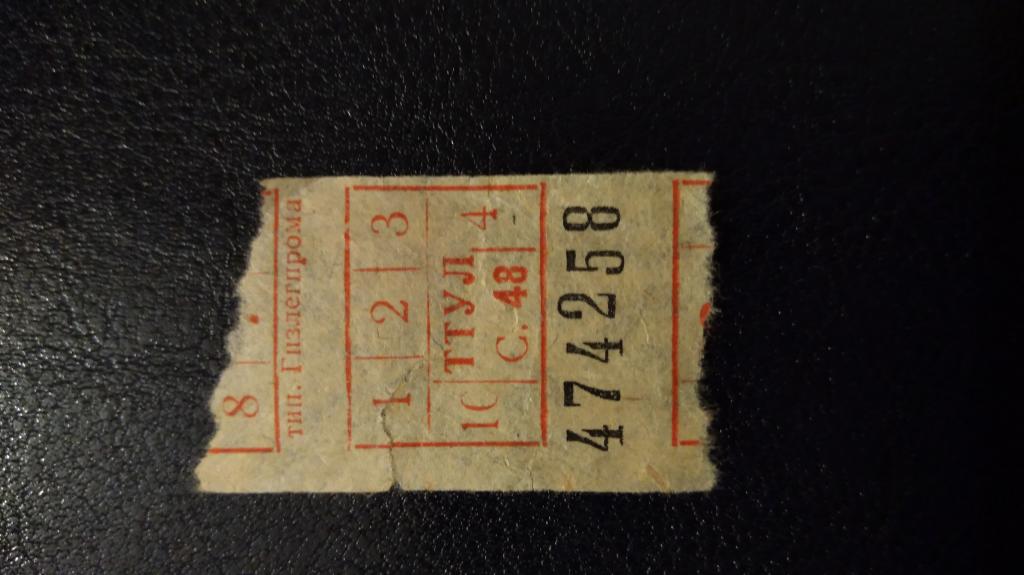 8
тип. Гизлегпрома
1 2 3
ТТУЛ 4
10 С. 48
474258